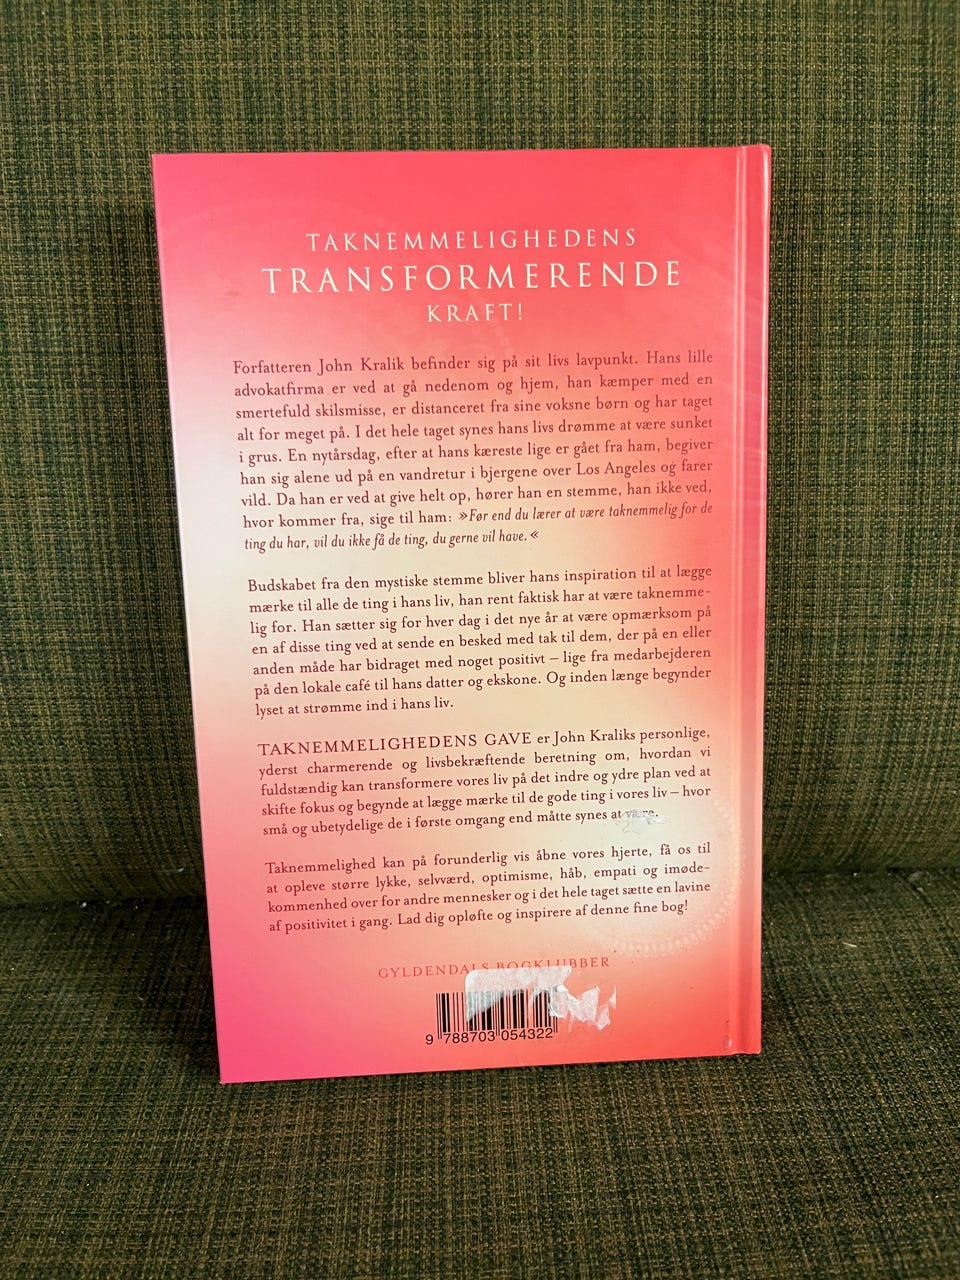 TAKNEMMELIGHEDENS
TRANSFORMERENDE
KRAFT!
Forfatteren John Kralik befinder sig på sit livs lavpunkt. Hans lille
advokatfirma er ved at gå nedenom og hjem, han kæmper med en
smertefuld skilsmisse, er distanceret fra sine voksne børn og har taget
alt for meget på. I det hele taget synes hans livs drømme at være sunket
i grus. En nytårsdag, efter at hans kæreste lige er gået fra ham, begiver
han sig alene ud på en vandretur i bjergene over Los Angeles og farer
vild. Da han er ved at give helt op, hører han en stemme, han ikke ved,
hvor kommer fra, sige til ham: »Før end du lærer at være taknemmelig for de
ting du har, vil du ikke få de ting, du gerne vil have.«
Budskabet fra den mystiske stemme bliver hans inspiration til at lægge
mærke til alle de ting i hans liv, han rent faktisk har at være taknemme-
lig for. Han sætter sig for hver dag i det nye år at være opmærksom på
en af disse ting ved at sende en besked med tak til dem, der på en eller
anden måde har bidraget med noget positivt – lige fra medarbejderen
på den lokale café til hans datter og ekskone. Og inden længe begynder
lyset at strømme ind i hans liv.
TAKNEMMELIGHEDENS GAVE er John Kraliks personlige,
yderst charmerende og livsbekræftende beretning om, hvordan vi
fuldstændig kan transformere vores liv på det indre og ydre plan ved at
skifte fokus og begynde at lægge mærke til de gode ting i vores liv – hvor
små og ubetydelige de i første omgang end måtte synes at være.
Taknemmelighed kan på forunderlig vis åbne vores hjerte, få os til
at opleve større lykke, selvværd, optimisme, håb, empati og imøde-
kommenhed over for andre mennesker og i det hele taget sætte en lavine
af positivitet i gang. Lad dig opløfte og inspirere af denne fine bog!
GYLDENDALS BOGKLUBBER
9 788703 054322